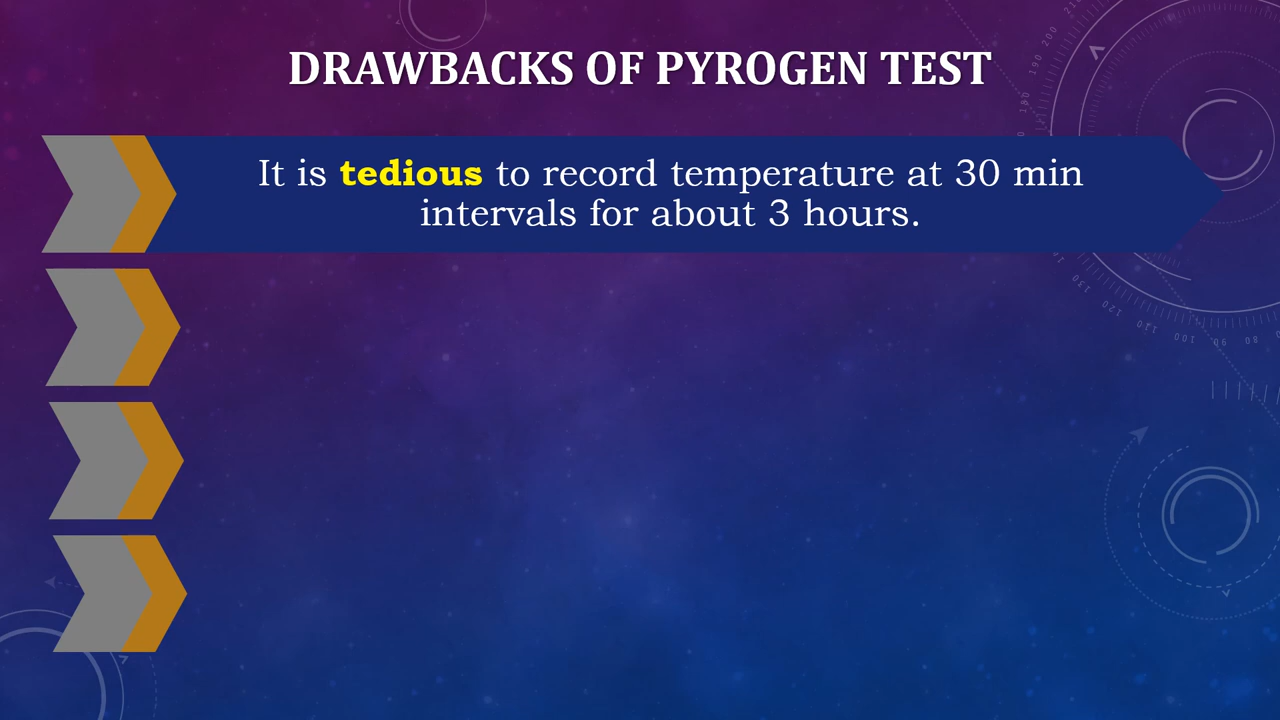 DRAWBACKS OF PYROGEN TEST
It is tedious to record temperature at 30 min
intervals for about 3 hours.